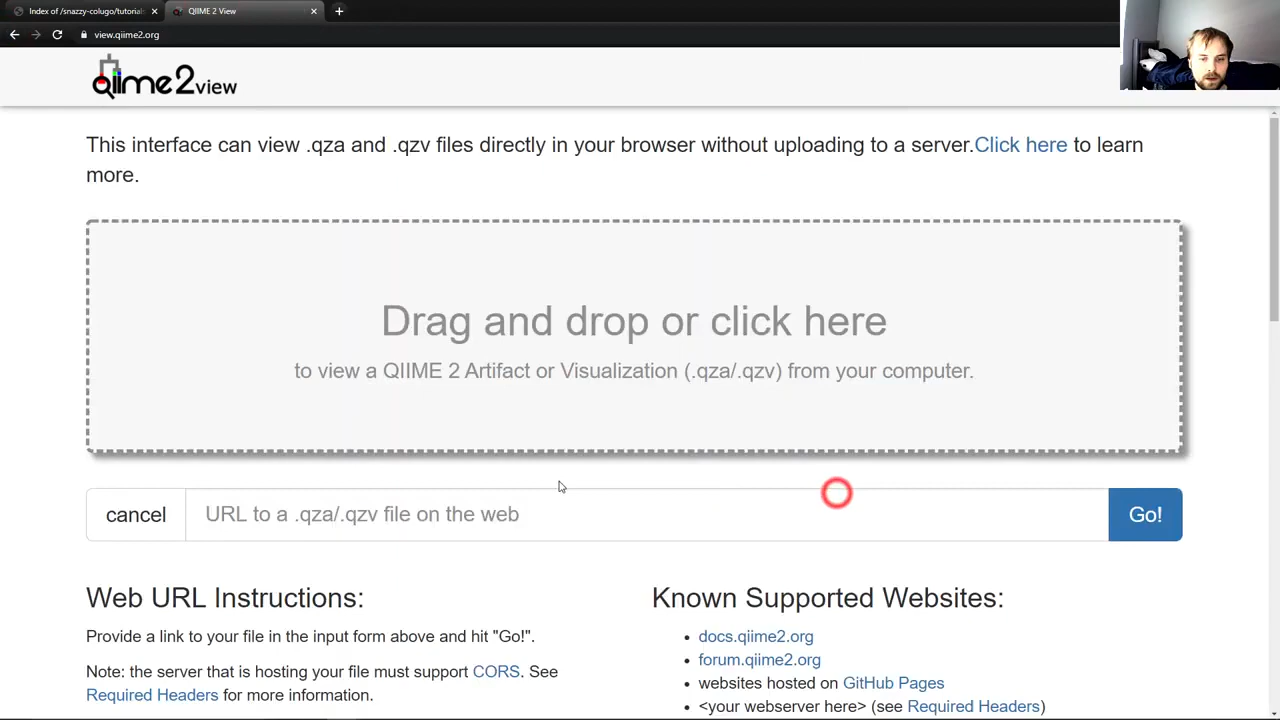 Index of /snazzy-colugo/tutorials
QIIME 2 View
view.qiime2.org
qiime2view
This interface can view .qza and .qzv files directly in your browser without uploading to a server.Click here to learn
more.
Drag and drop or click here
to view a QIIME 2 Artifact or Visualization (.qza/.qzv) from your computer.
cancel
URL to a .qza/.qzv file on the web
Go!
Web URL Instructions:
Provide a link to your file in the input form above and hit "Go!".
Note: the server that is hosting your file must support CORS. See
Required Headers for more information.
Known Supported Websites:
docs.qiime2.org
forum.qiime2.org
websites hosted on GitHub Pages
<your webserver here> (see Required Headers)